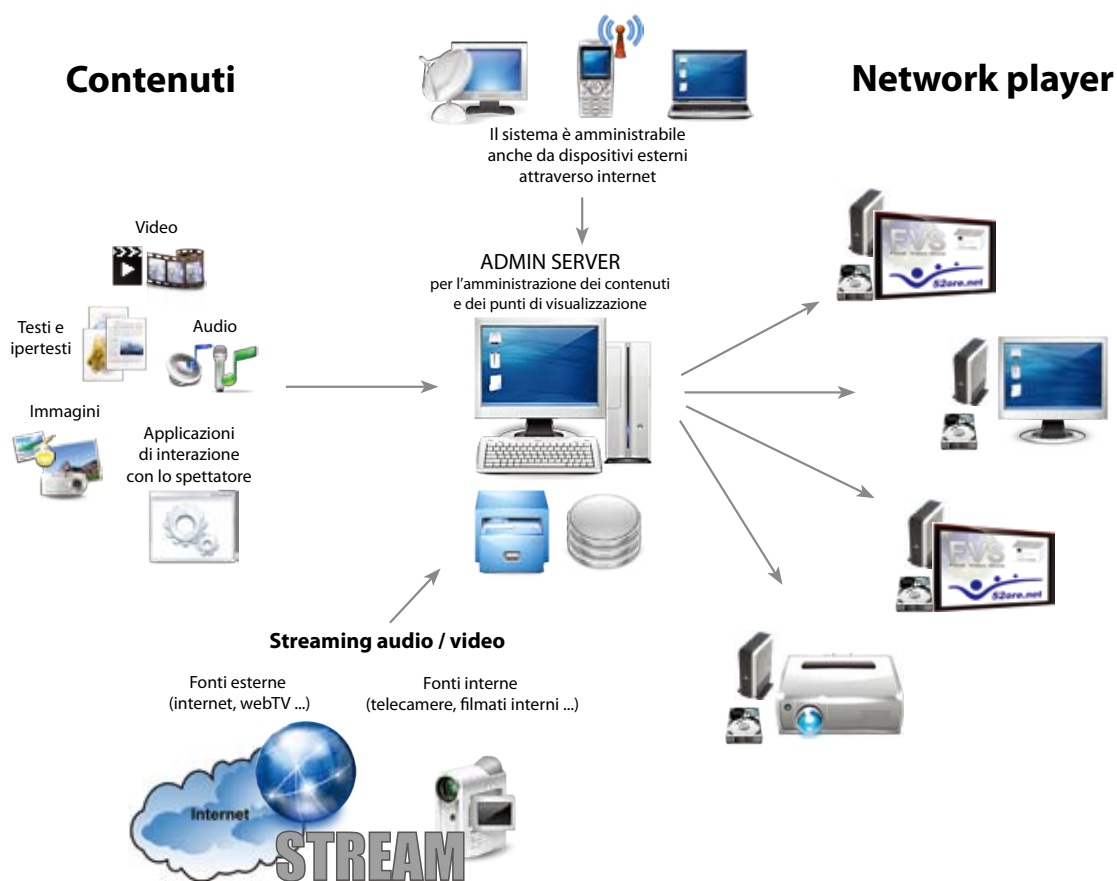 Contenuti
Network player
Il sistema è amministrabile
anche da dispositivi esterni
attraverso internet
Video
ADMIN SERVER
per l'amministrazione dei contenuti
e dei punti di visualizzazione
Testi e
ipertesti
Audio
Immagini
Applicazioni
di interazione
con lo spettatore
FVS
52ore.net
FVS
52ore.net
Streaming audio / video
Fonti esterne
(internet, webTV ...)
Fonti interne
(telecamere, filmati interni ...)
Internet
STREAM